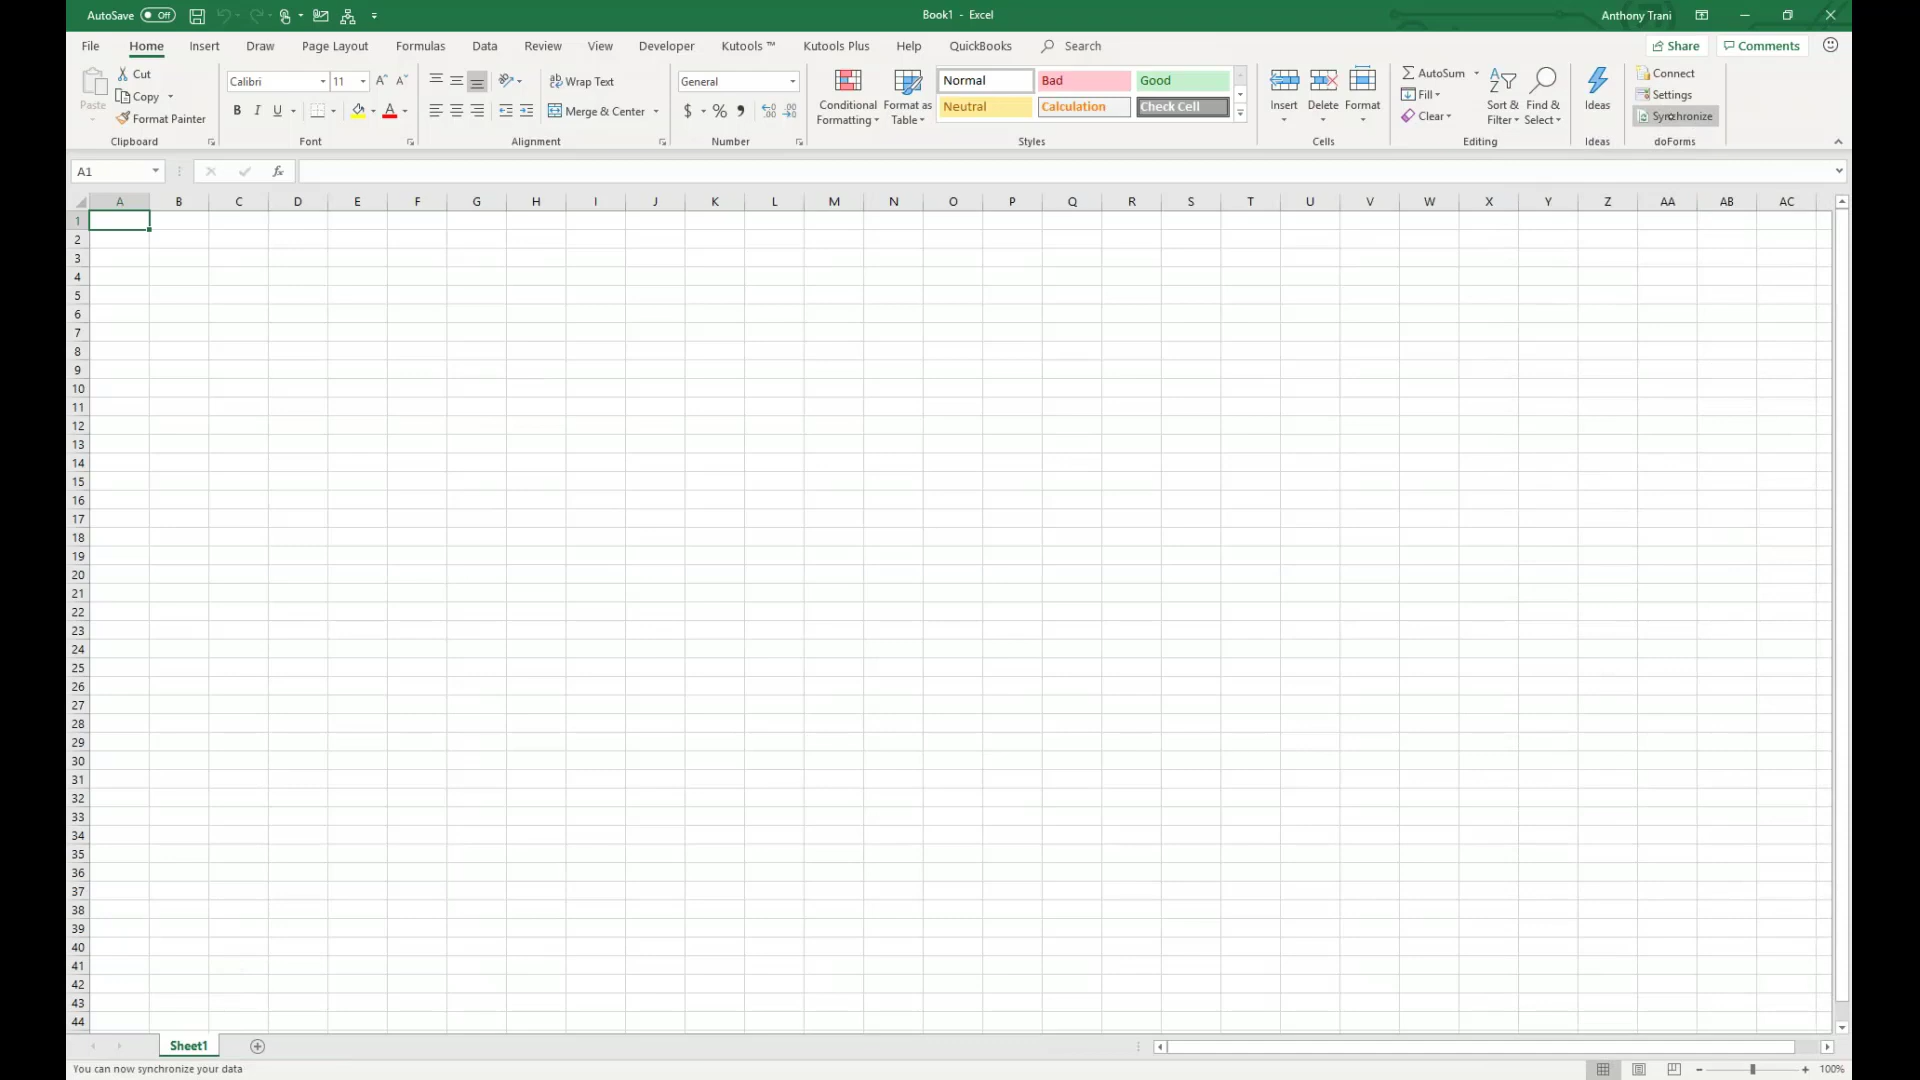 AutoSave Off Book1 - Excel Anthony Trani
File Home Insert Draw Page Layout Formulas Data Review View Developer Kutools ™ Kutools Plus Help QuickBooks Search Share Comments
Paste
Cut
Copy
Format Painter
Clipboard
Calibri 11
B I U
Font
Wrap Text
Merge & Center
Alignment
General
$ % ,
Number
Conditional Formatting
Format as Table
Normal Bad Good
Neutral Calculation Check Cell
Styles
Insert Delete Format
Cells
AutoSum
Fill
Clear
Sort & Filter
Find & Select
Editing
Ideas
Ideas
Connect
Settings
Synchronize
doForms
A1 fx
A B C D E F G H I J K L M N O P Q R S T U V W X Y Z AA AB AC
1
2
3
4
5
6
7
8
9
10
11
12
13
14
15
16
17
18
19
20
21
22
23
24
25
26
27
28
29
30
31
32
33
34
35
36
37
38
39
40
41
42
43
44
Sheet1
You can now synchronize your data 100%